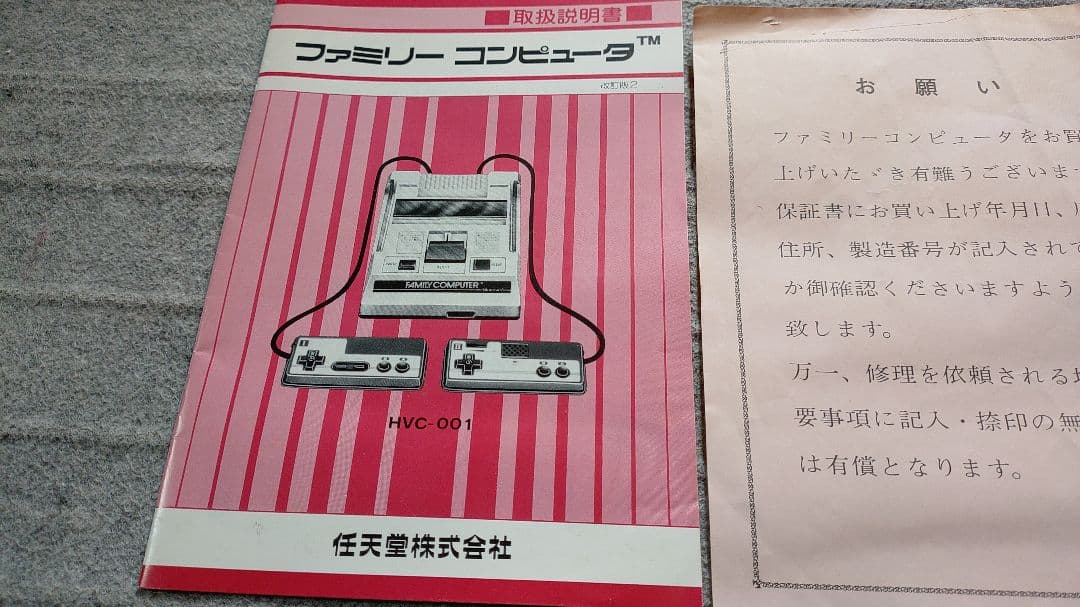 取扱説明書
ファミリー コンピュータ™
改訂版2
FAMILY COMPUTER
I
II
HVC-001
任天堂株式会社
お願い
ファミリーコンピュータをお買
上げいたゞき有難うございます
保証書にお買い上げ年月日、
住所、製造番号が記入されて
か御確認くださいますよう
致します。
万一、修理を依頼される
要事項に記入・捺印の無
は有償となります。